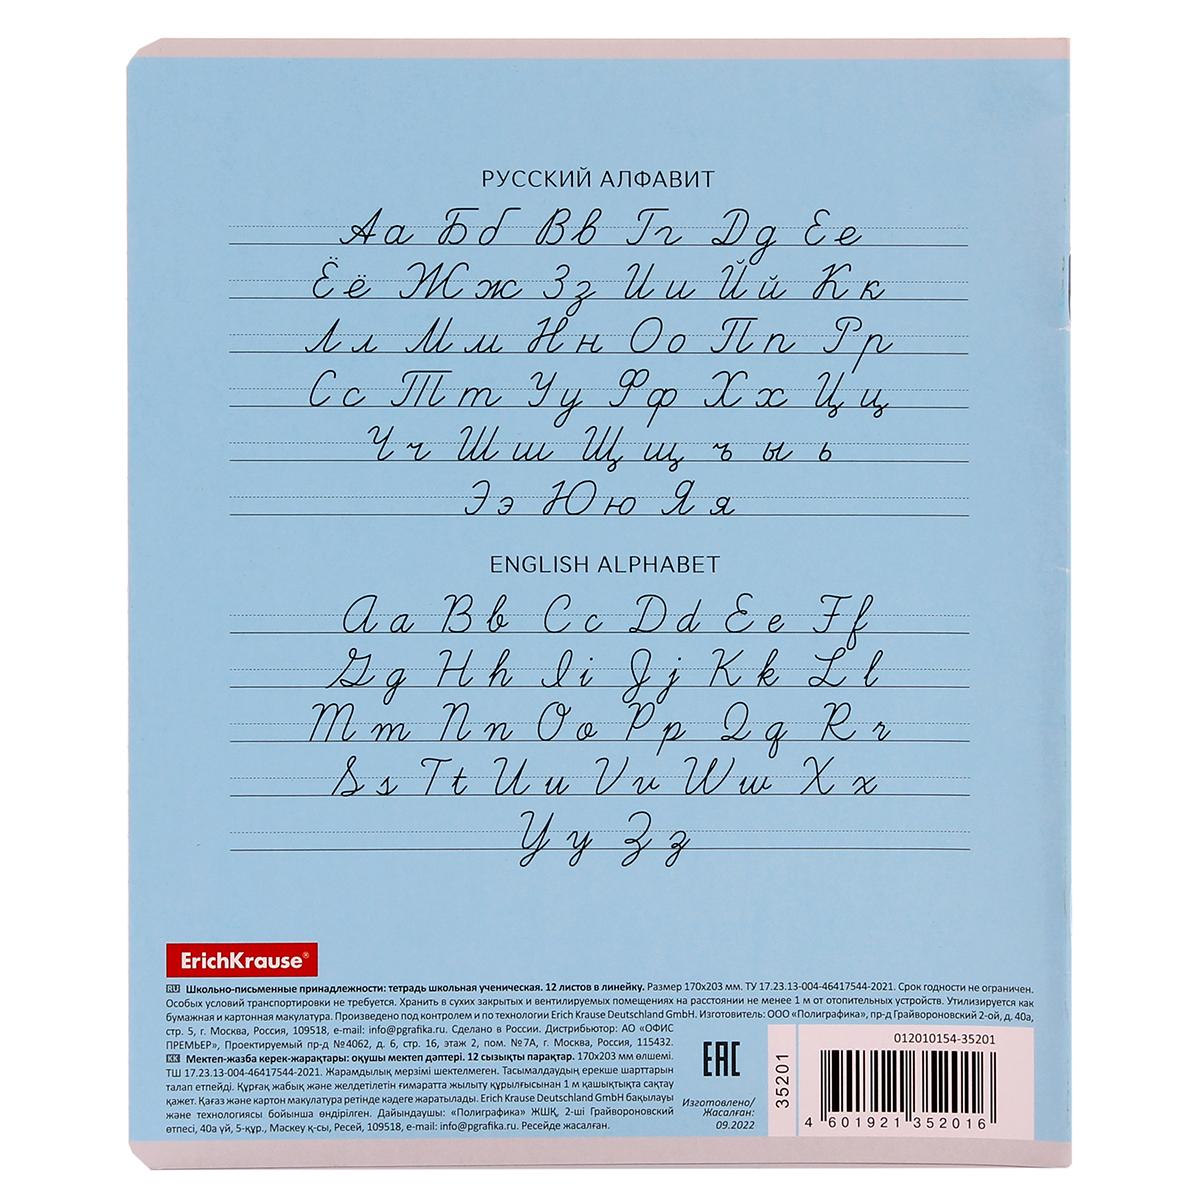 РУССКИЙ АЛФАВИТ
Аа Бб Вв Гг Дд Ее
Ёё Жж Зз Ии Йй Кк
Лл Мм Нн Оо Пп Рр
Сс Тт Уу Фф Хх Цц
Чч Шш Щщ ъ ы ь
Ээ Юю Яя
ENGLISH ALPHABET
Aa Bb Cc Dd Ee Ff
Gg Hh Ii Jj Kk Ll
Mm Nn Oo Pp Qq Rr
Ss Tt Uu Vv Ww Xx
Yy Zz
ErichKrause®
RU Школьно-письменные принадлежности: тетрадь школьная ученическая. 12 листов в линейку. Размер 170х203 мм. ТУ 17.23.13-004-46417544-2021. Срок годности не ограничен.
Особых условий транспортировки не требуется. Хранить в сухих закрытых и вентилируемых помещениях на расстоянии не менее 1 м от отопительных устройств. Утилизируется как
бумажная и картонная макулатура. Произведено под контролем и по технологии Erich Krause Deutschland GmbH. Изготовитель: ООО «Полиграфика», пр-д Грайвороновский 2-ой, д. 40а,
стр. 5, г. Москва, Россия, 109518, e-mail: info@pgrafika.ru. Сделано в России. Дистрибьютор: АО «ОФИС
ПРЕМЬЕР», Проектируемый пр-д №4062, д. 6, стр. 16, этаж 2, пом. №7А, г. Москва, Россия, 115432.
KK Мектеп-жазба керек-жарақтары: оқушы мектеп дәптері. 12 сызықты парақтар. 170х203 мм өлшемі.
ТШ 17.23.13-004-46417544-2021. Жарамдылық мерзімі шектелмеген. Тасымалдаудың ерекше шарттарын
талап етпейді. Құрғақ жабық және желдетілетін ғимаратта жылыту құрылғысынан 1 м қашықтықта сақтау
қажет. Қағаз және картон макулатура ретінде кәдеге жаратылады. Erich Krause Deutschland GmbH бақылауы
және технологиясы бойынша өндірілген. Дайындаушы: «Полиграфика» ЖШҚ, 2-ші Грайвороновский
өтпесі, 40а үй, 5-құр., Мәскеу қ-сы, Ресей, 109518, e-mail: info@pgrafika.ru. Ресейде жасалған.
EAC
Изготовлено/
Жасалған:
09.2022
35201
012010154-35201
4 601921 352016